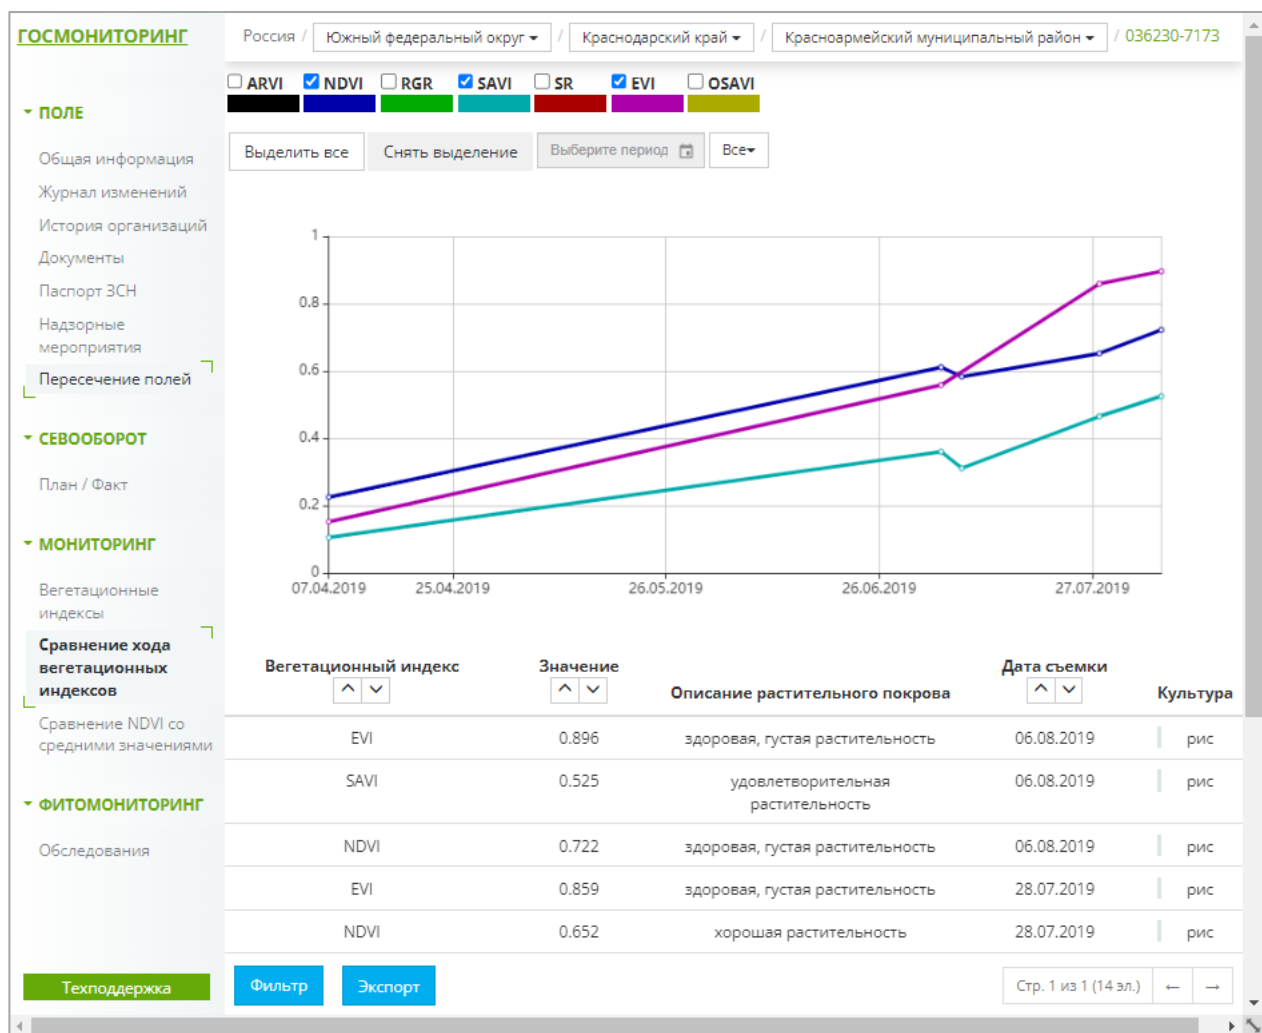 ГОСМОНИТОРИНГ
Россия / Южный федеральный округ / Краснодарский край / Красноармейский муниципальный район / 036230-7173
ARVI NDVI RGR SAVI SR EVI OSAVI
Выделить все Снять выделение Выберите период Все
ПОЛЕ
Общая информация
Журнал изменений
История организаций
Документы
Паспорт ЗСН
Надзорные
мероприятия
Пересечение полей
СЕВООБОРОТ
План / Факт
МОНИТОРИНГ
Вегетационные
индексы
Сравнение хода
вегетационных
индексов
Сравнение NDVI со
средними значениями
ФИТОМОНИТОРИНГ
Обследования
Техподдержка
1
0.8
0.6
0.4
0.2
0
07.04.2019 25.04.2019 26.05.2019 26.06.2019 27.07.2019
Вегетационный индекс Значение Описание растительного покрова Дата съемки Культура
EVI 0.896 здоровая, густая растительность 06.08.2019 рис
SAVI 0.525 удовлетворительная 06.08.2019 рис
растительность
NDVI 0.722 здоровая, густая растительность 06.08.2019 рис
EVI 0.859 здоровая, густая растительность 28.07.2019 рис
NDVI 0.652 хорошая растительность 28.07.2019 рис
Фильтр Экспорт Стр. 1 из 1 (14 эл.) ← →